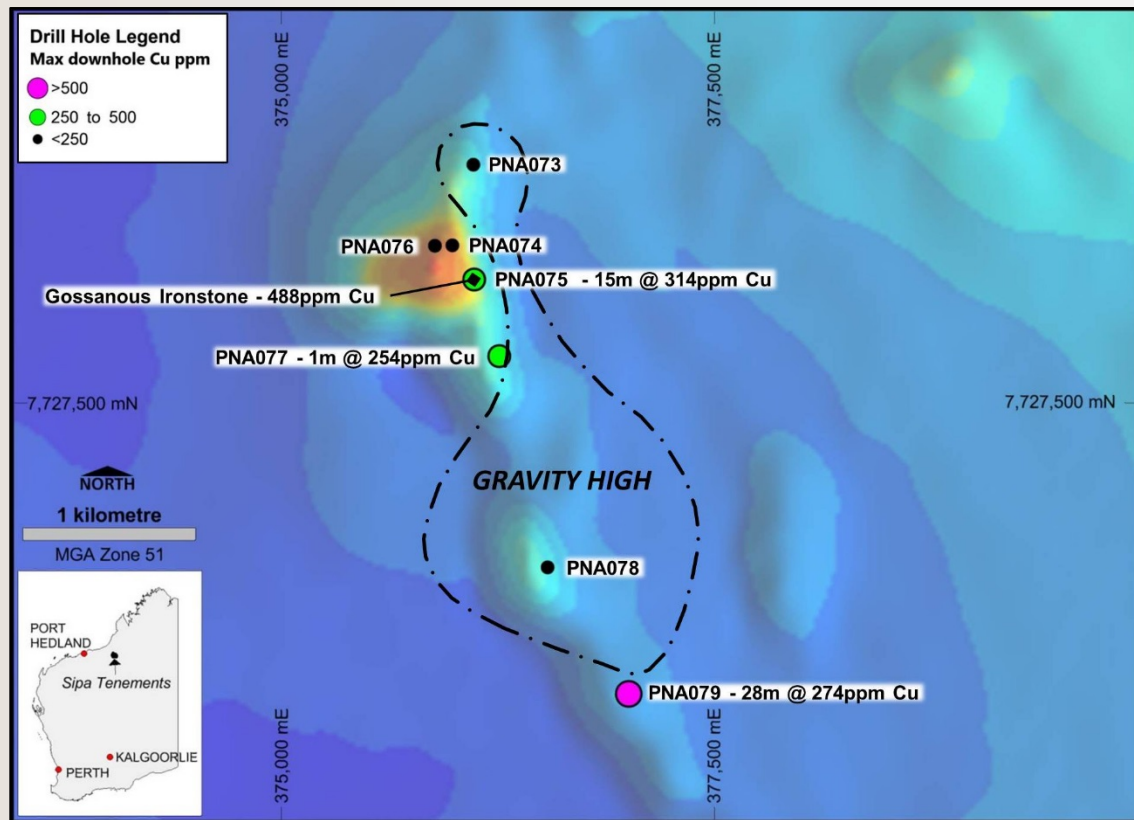 Drill Hole Legend
Max downhole Cu ppm
>500
250 to 500
<250
375,000 mE
377,500 mE
PNA073
PNA076
PNA074
PNA075 - 15m @ 314ppm Cu
Gossanous Ironstone - 488ppm Cu
PNA077 - 1m @ 254ppm Cu
7,727,500 mN
7,727,500 mN
NORTH
GRAVITY HIGH
1 kilometre
MGA Zone 51
PNA078
PORT
HEDLAND
Sipa Tenements
KALGOORLIE
PERTH
PNA079 - 28m @ 274ppm Cu
375,000 mE
377,500 mE